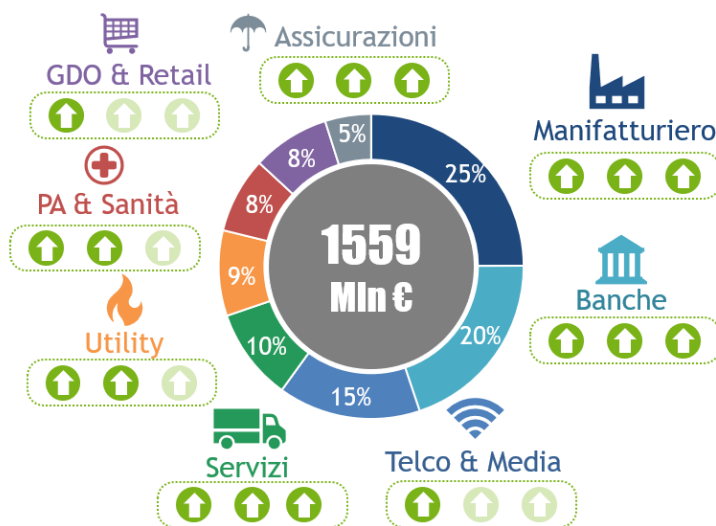 Assicurazioni
GDO & Retail
Manifatturiero
PA & Sanità
Banche
Utility
Servizi
Telco & Media
5%
25%
8%
8%
9%
10%
15%
20%
1559
Mln €